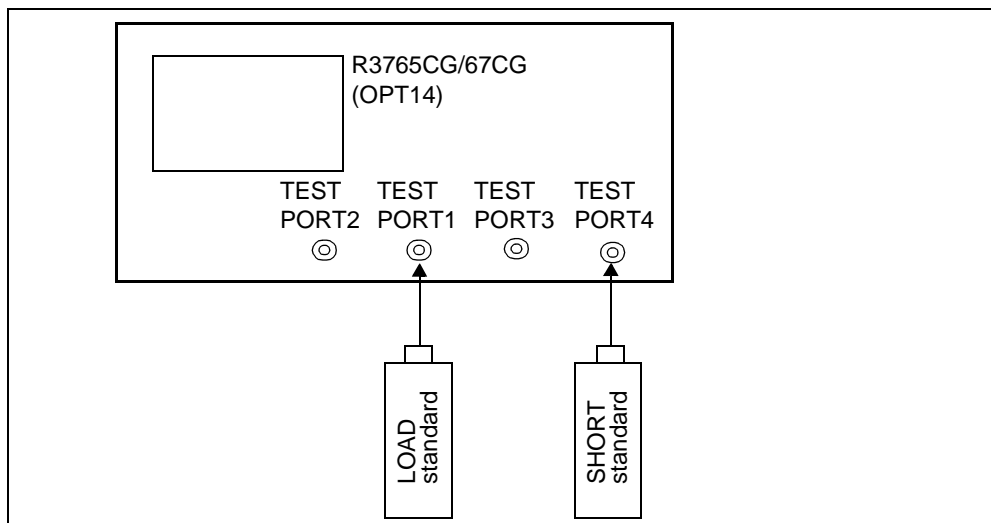 R3765CG/67CG
(OPT14)
TEST TEST TEST TEST
PORT2 PORT1 PORT3 PORT4
LOAD
standard
SHORT
standard